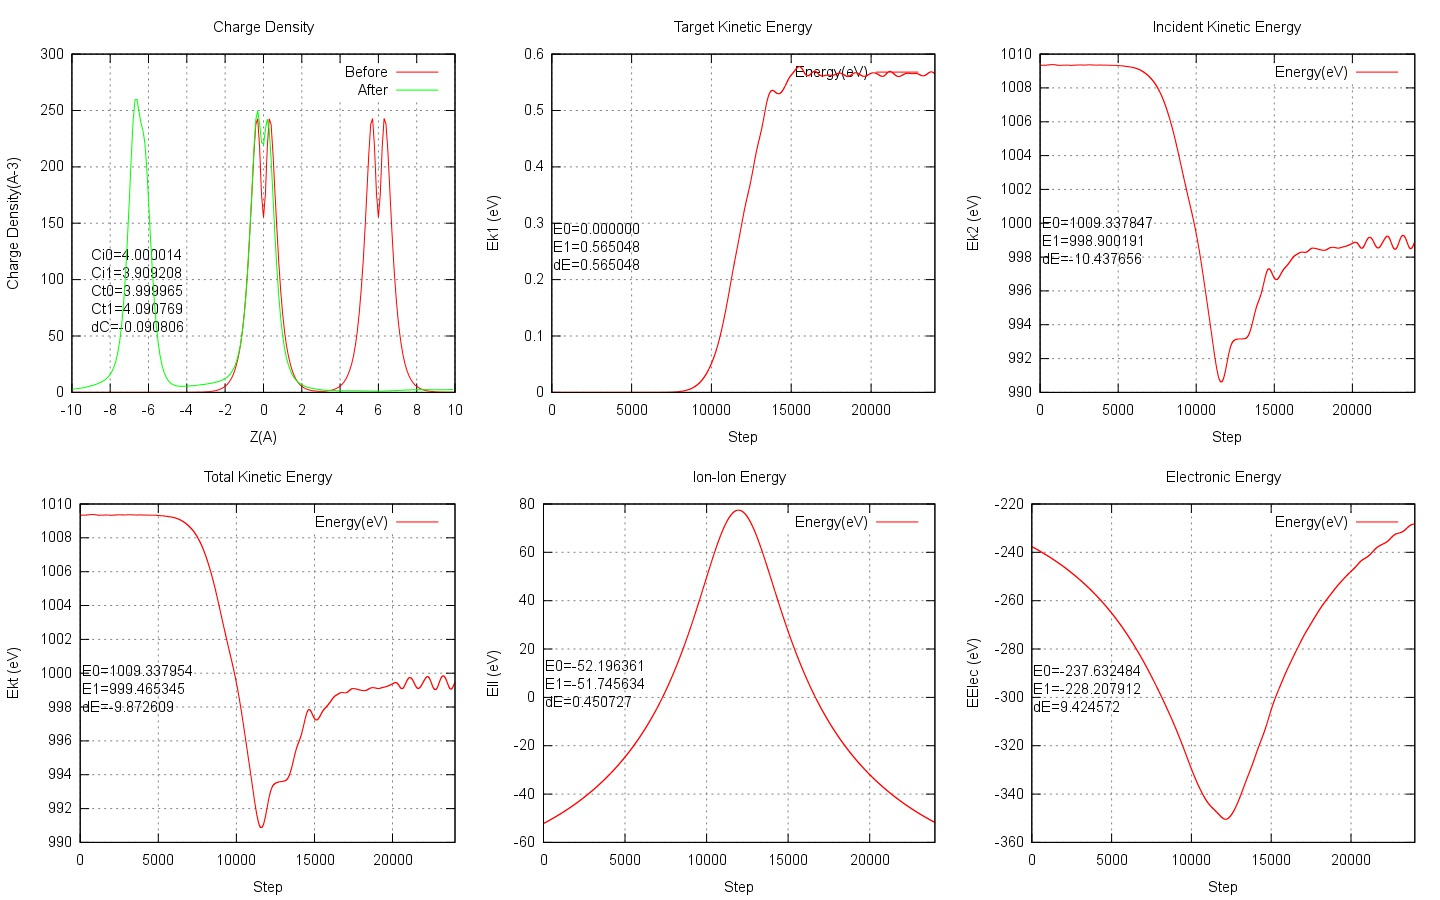 Charge Density
300
250
200
150
100
50
0
-10 -8 -6 -4 -2 0 2 4 6 8 10
Charge Density(A-3)
Z(A)
Before
After
Ci0=4.000014
Ci1=3.909208
Ct0=3.999965
Ct1=4.090769
dC=-0.090806
Target Kinetic Energy
0.6
0.5
0.4
0.3
0.2
0.1
0
0 5000 10000 15000 20000
Ek1 (eV)
Step
Energy(eV)
E0=0.000000
E1=0.565048
dE=0.565048
Incident Kinetic Energy
1010
1008
1006
1004
1002
1000
998
996
994
992
990
0 5000 10000 15000 20000
Ek2 (eV)
Step
Energy(eV)
E0=1009.337847
E1=998.900191
dE=-10.437656
Total Kinetic Energy
1010
1008
1006
1004
1002
1000
998
996
994
992
990
0 5000 10000 15000 20000
Ekt (eV)
Step
Energy(eV)
E0=1009.337954
E1=999.465345
dE=-9.872609
Ion-Ion Energy
80
60
40
20
0
-20
-40
-60
0 5000 10000 15000 20000
EII (eV)
Step
Energy(eV)
E0=-52.196361
E1=-51.745634
dE=0.450727
Electronic Energy
-220
-240
-260
-280
-300
-320
-340
-360
0 5000 10000 15000 20000
EElec (eV)
Step
Energy(eV)
E0=-237.632484
E1=-228.207912
dE=9.424572